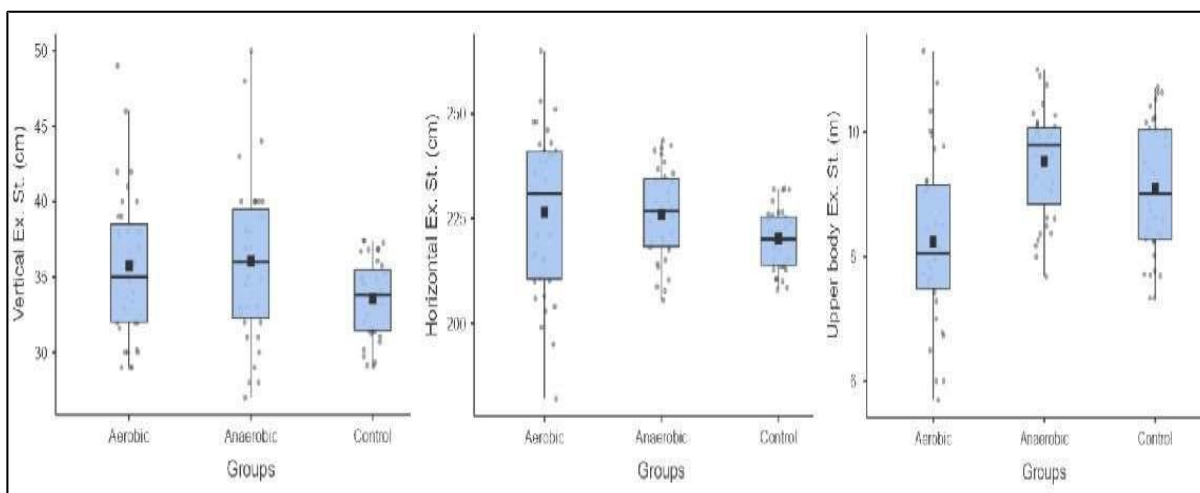 Vertical Ex. St. (cm)
50
45
40
35
30
Aerobic
Anaerobic
Control
Groups
Horizontal Ex. St. (cm)
250
225
200
Aerobic
Anaerobic
Control
Groups
Upper body Ex. St. (m)
10
6
Aerobic
Anaerobic
Control
Groups